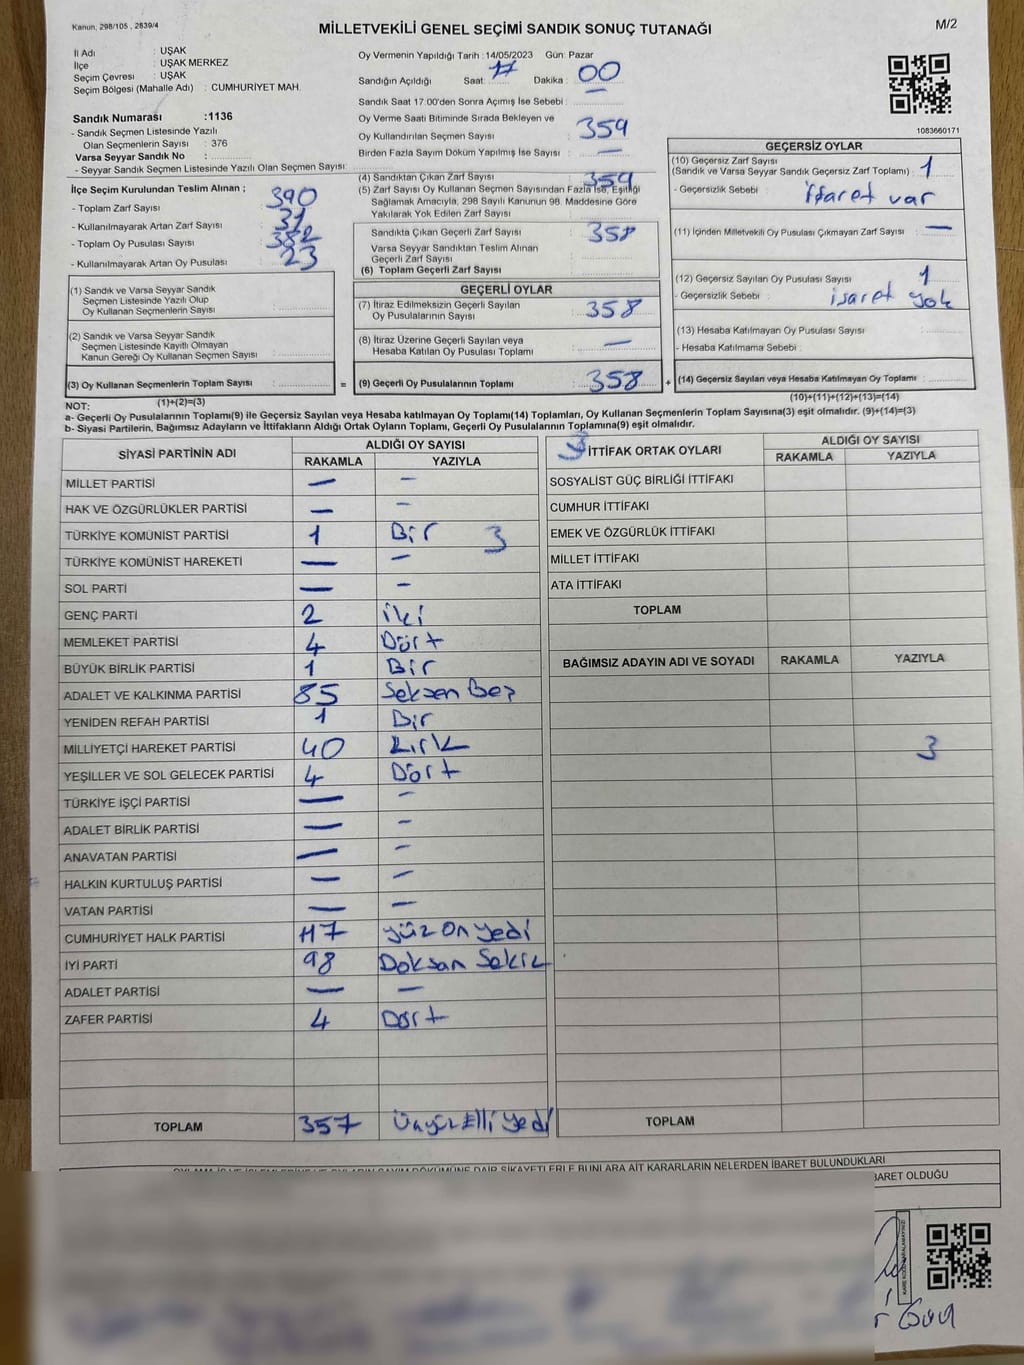 Kanun: 298/105 , 2839/4
MİLLETVEKİLİ GENEL SEÇİMİ SANDIK SONUÇ TUTANAĞI
M/2
İl Adı : UŞAK
İlçe : UŞAK MERKEZ
Seçim Çevresi : UŞAK
Seçim Bölgesi (Mahalle Adı) : CUMHURİYET MAH.
Sandık Numarası :1136
- Sandık Seçmen Listesinde Yazılı
Olan Seçmenlerin Sayısı : 376
Varsa Seyyar Sandık No :
- Seyyar Sandık Seçmen Listesinde Yazılı Olan Seçmen Sayısı:
İlçe Seçim Kurulundan Teslim Alınan ;
- Toplam Zarf Sayısı : 390
- Kullanılmayarak Artan Zarf Sayısı : 31
- Toplam Oy Pusulası Sayısı : 382
- Kullanılmayarak Artan Oy Pusulası : 23
(1) Sandık ve Varsa Seyyar Sandık
Seçmen Listesinde Yazılı Olup
Oy Kullanan Seçmenlerin Sayısı :
(2) Sandık ve Varsa Seyyar Sandık
Seçmen Listesinde Kayıtlı Olmayan
Kanun Gereği Oy Kullanan Seçmen Sayısı :
(3) Oy Kullanan Seçmenlerin Toplam Sayısı :
(1)+(2)=(3)
Oy Vermenin Yapıldığı Tarih : 14/05/2023 Gün: Pazar
Sandığın Açıldığı Saat: 17 Dakika : 00
Sandık Saat 17.00'den Sonra Açımış İse Sebebi : —
Oy Verme Saati Bitiminde Sırada Bekleyen ve
Oy Kullandırılan Seçmen Sayısı : 359
Birden Fazla Sayım Döküm Yapılmış İse Sayısı : —
(4) Sandıktan Çıkan Zarf Sayısı : 359
(5) Zarf Sayısı Oy Kullanan Seçmen Sayısından Fazla İse, Eşitliği
Sağlamak Amacıyla, 298 Sayılı Kanunun 98. Maddesine Göre
Yakılarak Yok Edilen Zarf Sayısı :
Sandıkta Çıkan Geçerli Zarf Sayısı : 358
Varsa Seyyar Sandıktan Teslim Alınan
Geçerli Zarf Sayısı :
(6) Toplam Geçerli Zarf Sayısı :
GEÇERLİ OYLAR
(7) İtiraz Edilmeksizin Geçerli Sayılan
Oy Pusulalarının Sayısı : 358
(8) İtiraz Üzerine Geçerli Sayılan veya
Hesaba Katılan Oy Pusulası Toplamı : —
= (9) Geçerli Oy Pusulalarının Toplamı : 358 +
1083660171
GEÇERSİZ OYLAR
(10) Geçersiz Zarf Sayısı
(Sandık ve Varsa Seyyar Sandık Geçersiz Zarf Toplamı) : 1
- Geçersizlik Sebebi : işaret var
(11) İçinden Milletvekili Oy Pusulası Çıkmayan Zarf Sayısı : —
(12) Geçersiz Sayılan Oy Pusulası Sayısı : 1
- Geçersizlik Sebebi : işaret yok
(13) Hesaba Katılmayan Oy Pusulası Sayısı :
- Hesaba Katılmama Sebebi :
(14) Geçersiz Sayılan veya Hesaba Katılmayan Oy Toplamı :
(10)+(11)+(12)+(13)=(14)
NOT:
a- Geçerli Oy Pusulalarının Toplamı(9) ile Geçersiz Sayılan veya Hesaba katılmayan Oy Toplamı(14) Toplamları, Oy Kullanan Seçmenlerin Toplam Sayısına(3) eşit olmalıdır. (9)+(14)=(3)
b- Siyasi Partilerin, Bağımsız Adayların ve İttifakların Aldığı Ortak Oyların Toplamı, Geçerli Oy Pusulalarının Toplamına(9) eşit olmalıdır.
SİYASİ PARTİNİN ADI ALDIĞI OY SAYISI
RAKAMLA YAZIYLA
MİLLET PARTİSİ — —
HAK VE ÖZGÜRLÜKLER PARTİSİ — —
TÜRKİYE KOMÜNİST PARTİSİ 1 Bir 3
TÜRKİYE KOMÜNİST HAREKETİ — —
SOL PARTİ — —
GENÇ PARTİ 2 iki
MEMLEKET PARTİSİ 4 Dört
BÜYÜK BİRLİK PARTİSİ 1 Bir
ADALET VE KALKINMA PARTİSİ 85 Seksen Beş
YENİDEN REFAH PARTİSİ 1 Bir
MİLLİYETÇİ HAREKET PARTİSİ 40 Kırk
YEŞİLLER VE SOL GELECEK PARTİSİ 4 Dört
TÜRKİYE İŞÇİ PARTİSİ — —
ADALET BİRLİK PARTİSİ — —
ANAVATAN PARTİSİ — —
HALKIN KURTULUŞ PARTİSİ — —
VATAN PARTİSİ — —
CUMHURİYET HALK PARTİSİ 117 Yüz On Yedi
İYİ PARTİ 98 Doksan Sekiz
ADALET PARTİSİ — —
ZAFER PARTİSİ 4 Dört
TOPLAM 357 Üçyüz Elli Yedi
İTTİFAK ORTAK OYLARI ALDIĞI OY SAYISI
RAKAMLA YAZIYLA
SOSYALİST GÜÇ BİRLİĞİ İTTİFAKI
CUMHUR İTTİFAKI
EMEK VE ÖZGÜRLÜK İTTİFAKI
MİLLET İTTİFAKI
ATA İTTİFAKI
TOPLAM
BAĞIMSIZ ADAYIN ADI VE SOYADI RAKAMLA YAZIYLA
3
TOPLAM
OYLAMA İŞ VE İŞLEMLERİNE VE OYLARIN SAYIM DÖKÜMÜNE DAİR ŞİKAYETLERLE BUNLARA AİT KARARLARIN NELERDEN İBARET BULUNDUKLARI
BARET OLDUĞU